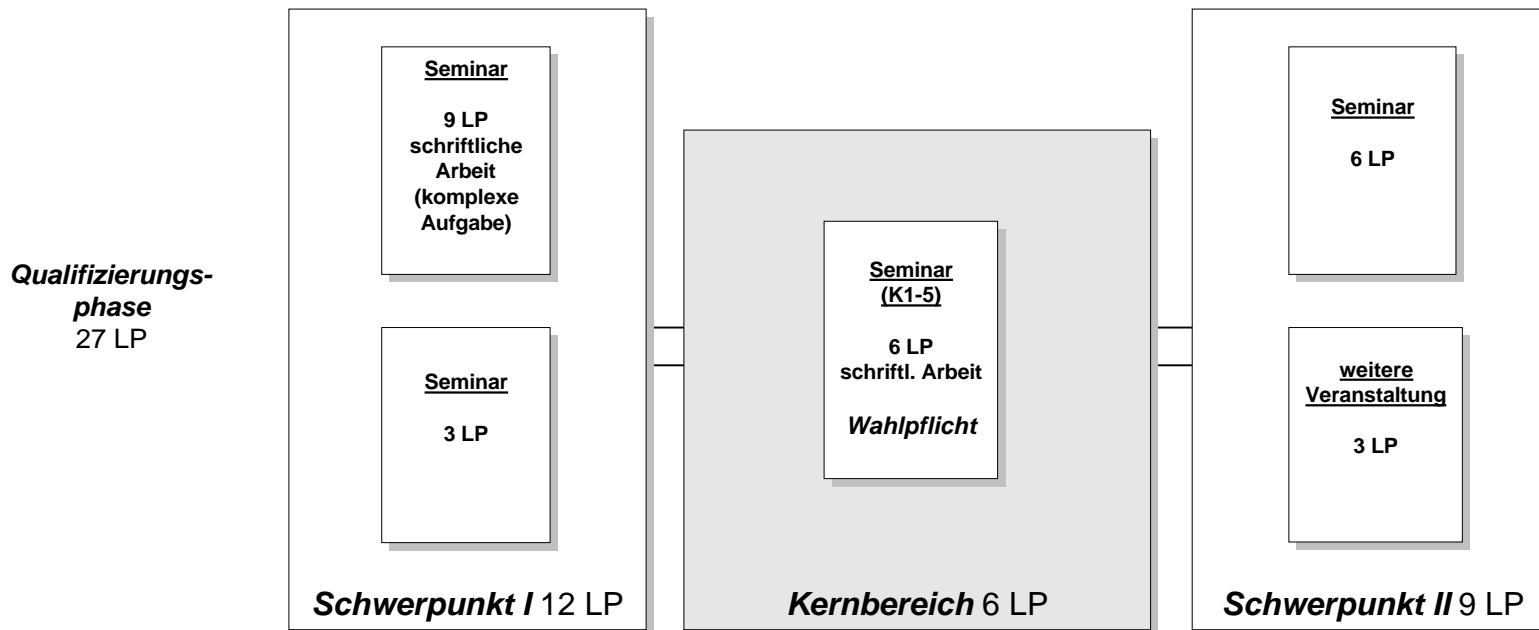 Qualifizierungs-
phase
27 LP
Seminar
9 LP
schriftliche
Arbeit
(komplexe
Aufgabe)
Seminar
3 LP
Schwerpunkt I 12 LP
Seminar
(K1-5)
6 LP
schriftl. Arbeit
Wahlpflicht
Kernbereich 6 LP
Seminar
6 LP
weitere
Veranstaltung
3 LP
Schwerpunkt II 9 LP